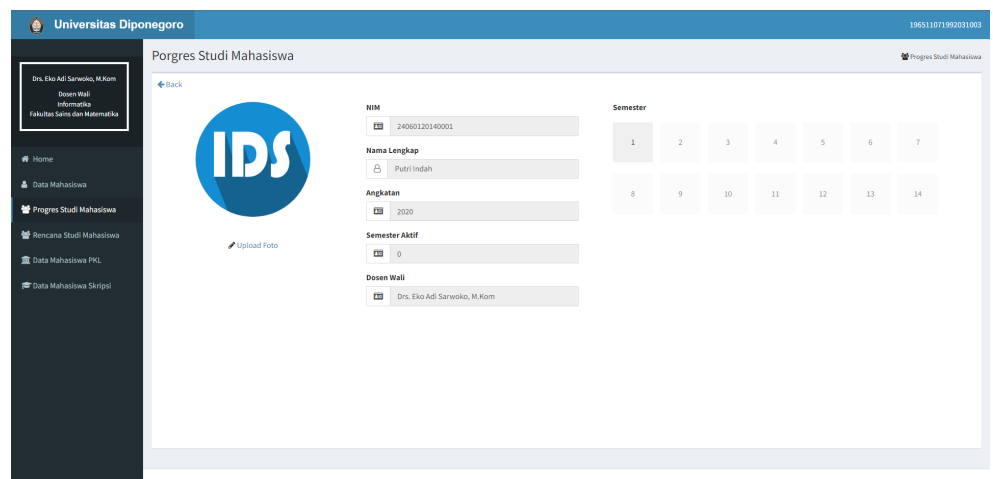 Universitas Diponegoro
196511071992031003
Drs. Eko Adi Sarwoko, M.Kom
Dosen Wali
Informatika
Fakultas Sains dan Matematika
Home
Data Mahasiswa
Progres Studi Mahasiswa
Rencana Studi Mahasiswa
Data Mahasiswa PKL
Data Mahasiswa Skripsi
Porgres Studi Mahasiswa
Progres Studi Mahasiswa
Back
IDS
Upload Foto
NIM
24060120140001
Nama Lengkap
Putri Indah
Angkatan
2020
Semester Aktif
0
Dosen Wali
Drs. Eko Adi Sarwoko, M.Kom
Semester
1 2 3 4 5 6 7
8 9 10 11 12 13 14